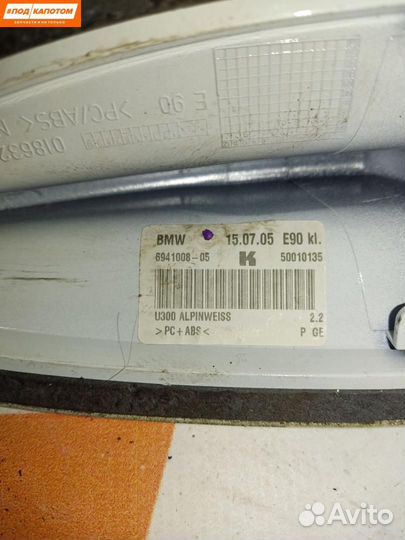 #ПОД КАПОТОМ
E 90 >PC/ABS<
BMW 15.07.05 E90 kl.
6941008-05 K 50010135
U300 ALPINWEISS 2.2
>PC+ABS< P GE
Avito